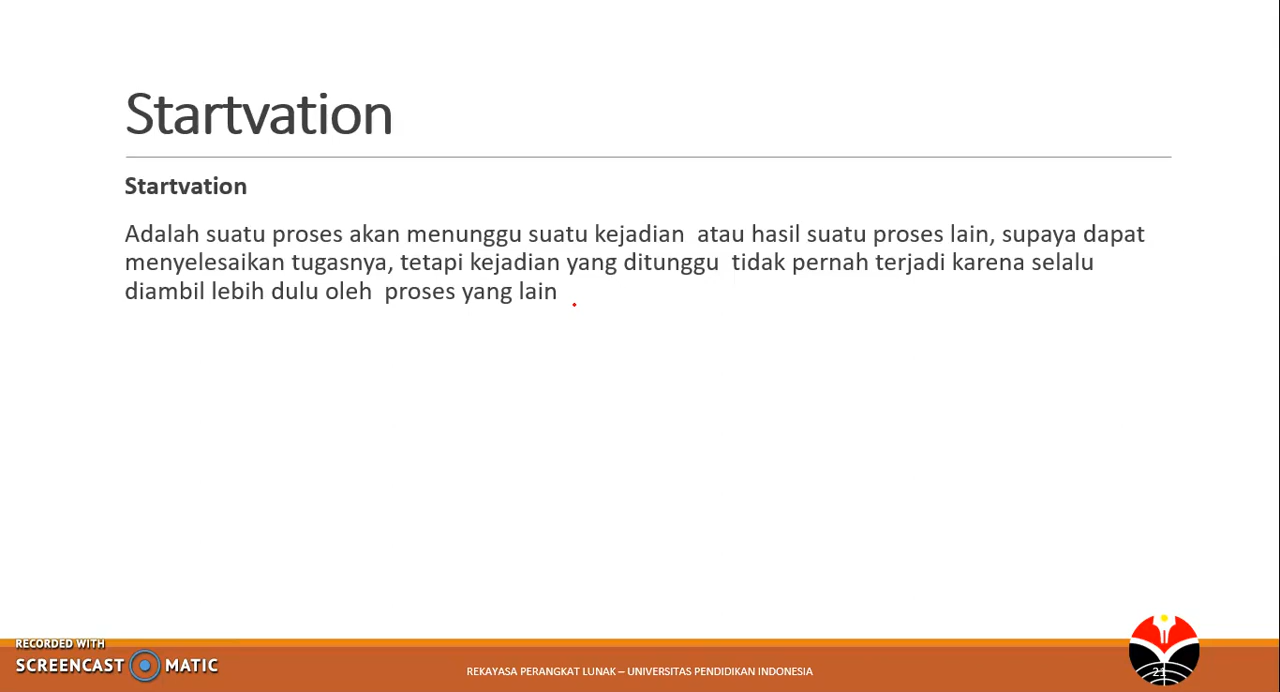 Startvation
Startvation
Adalah suatu proses akan menunggu suatu kejadian atau hasil suatu proses lain, supaya dapat
menyelesaikan tugasnya, tetapi kejadian yang ditunggu tidak pernah terjadi karena selalu
diambil lebih dulu oleh proses yang lain
RECORDED WITH
SCREENCAST MATIC
REKAYASA PERANGKAT LUNAK – UNIVERSITAS PENDIDIKAN INDONESIA